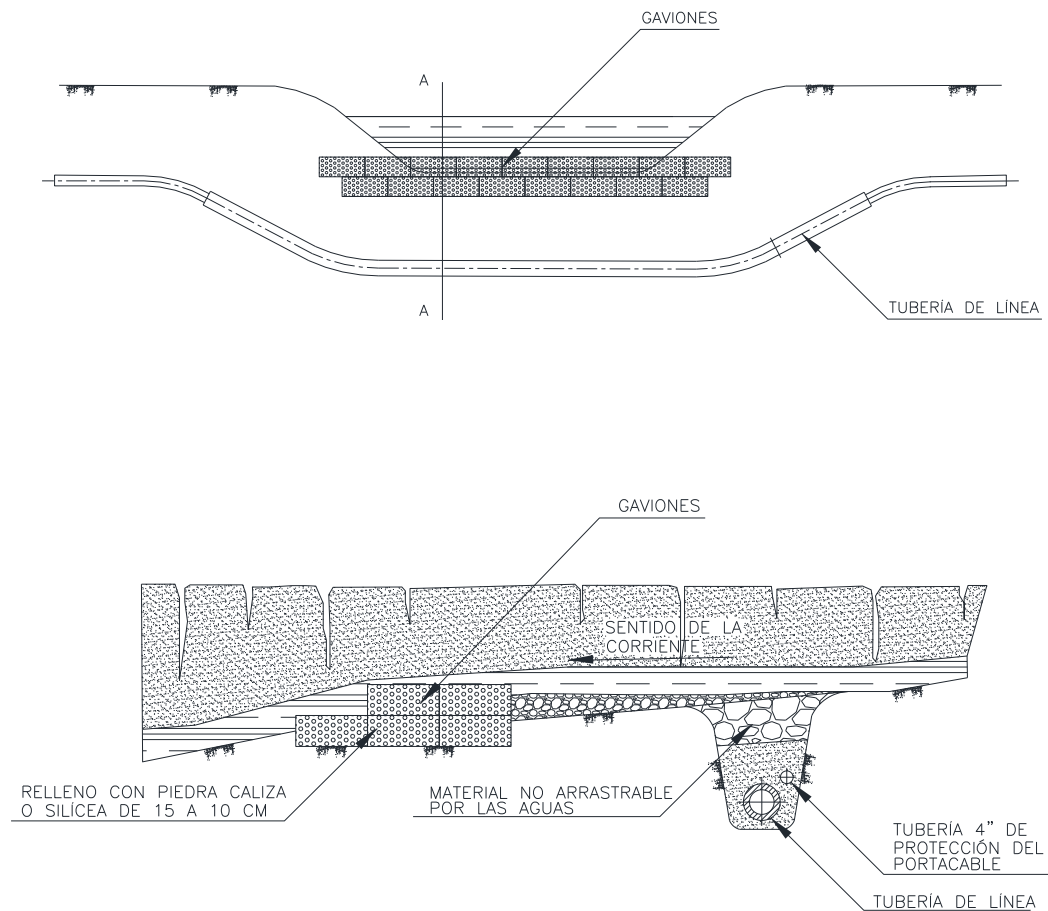 GAVIONES
A
A
TUBERÍA DE LÍNEA
GAVIONES
SENTIDO DE LA
CORRIENTE
RELLENO CON PIEDRA CALIZA
O SILÍCEA DE 15 A 10 CM
MATERIAL NO ARRASTRABLE
POR LAS AGUAS
TUBERÍA 4” DE
PROTECCIÓN DEL
PORTACABLE
TUBERÍA DE LÍNEA